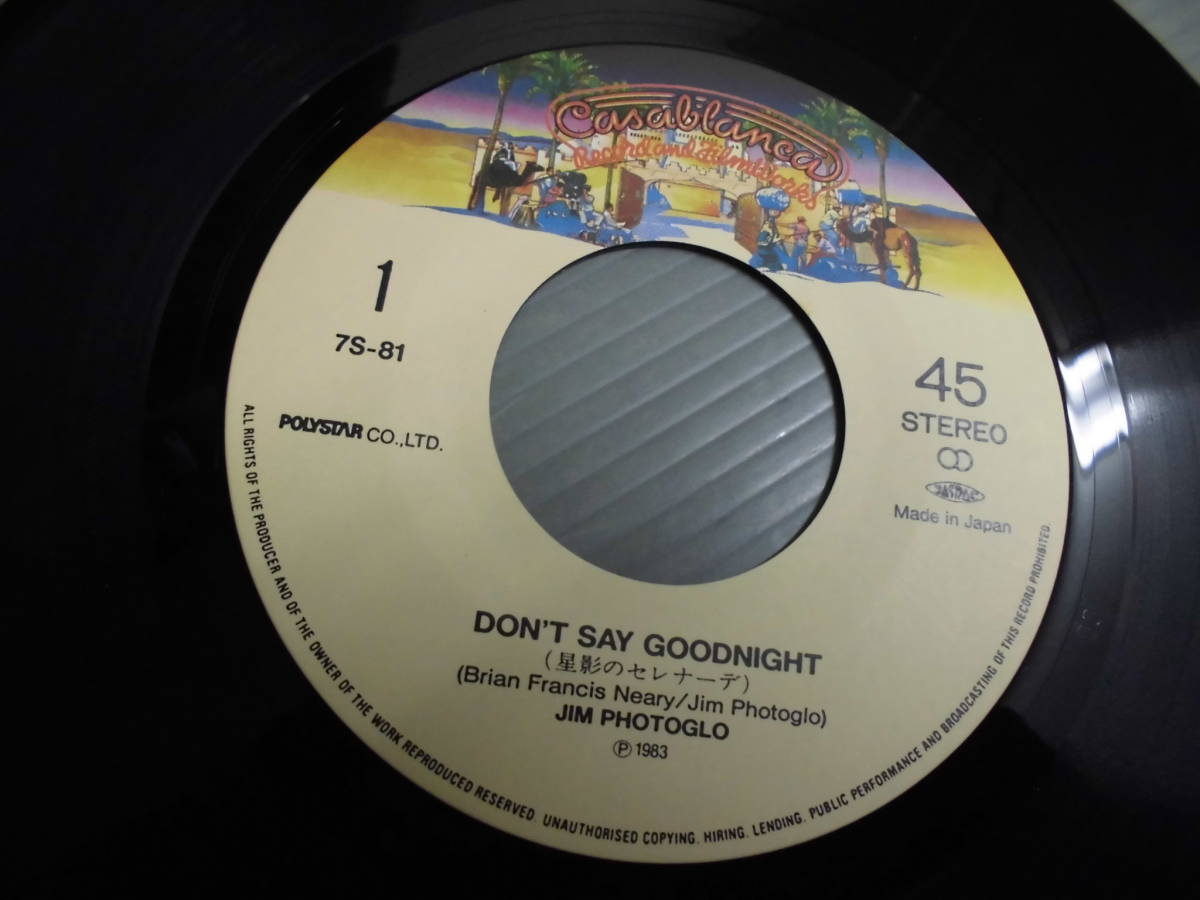 Casablanca
Record and FilmWorks
1
7S-81
POLYSTAR CO.,LTD.
45
STEREO
JASRAC
Made in Japan
DON'T SAY GOODNIGHT
(星影のセレナーデ)
(Brian Francis Neary/Jim Photoglo)
JIM PHOTOGLO
Ⓟ1983
ALL RIGHTS OF THE PRODUCER AND OF THE OWNER OF THE WORK REPRODUCED RESERVED. UNAUTHORISED COPYING. HIRING. LENDING. PUBLIC PERFORMANCE AND BROADCASTING OF THIS RECORD PROHIBITED.